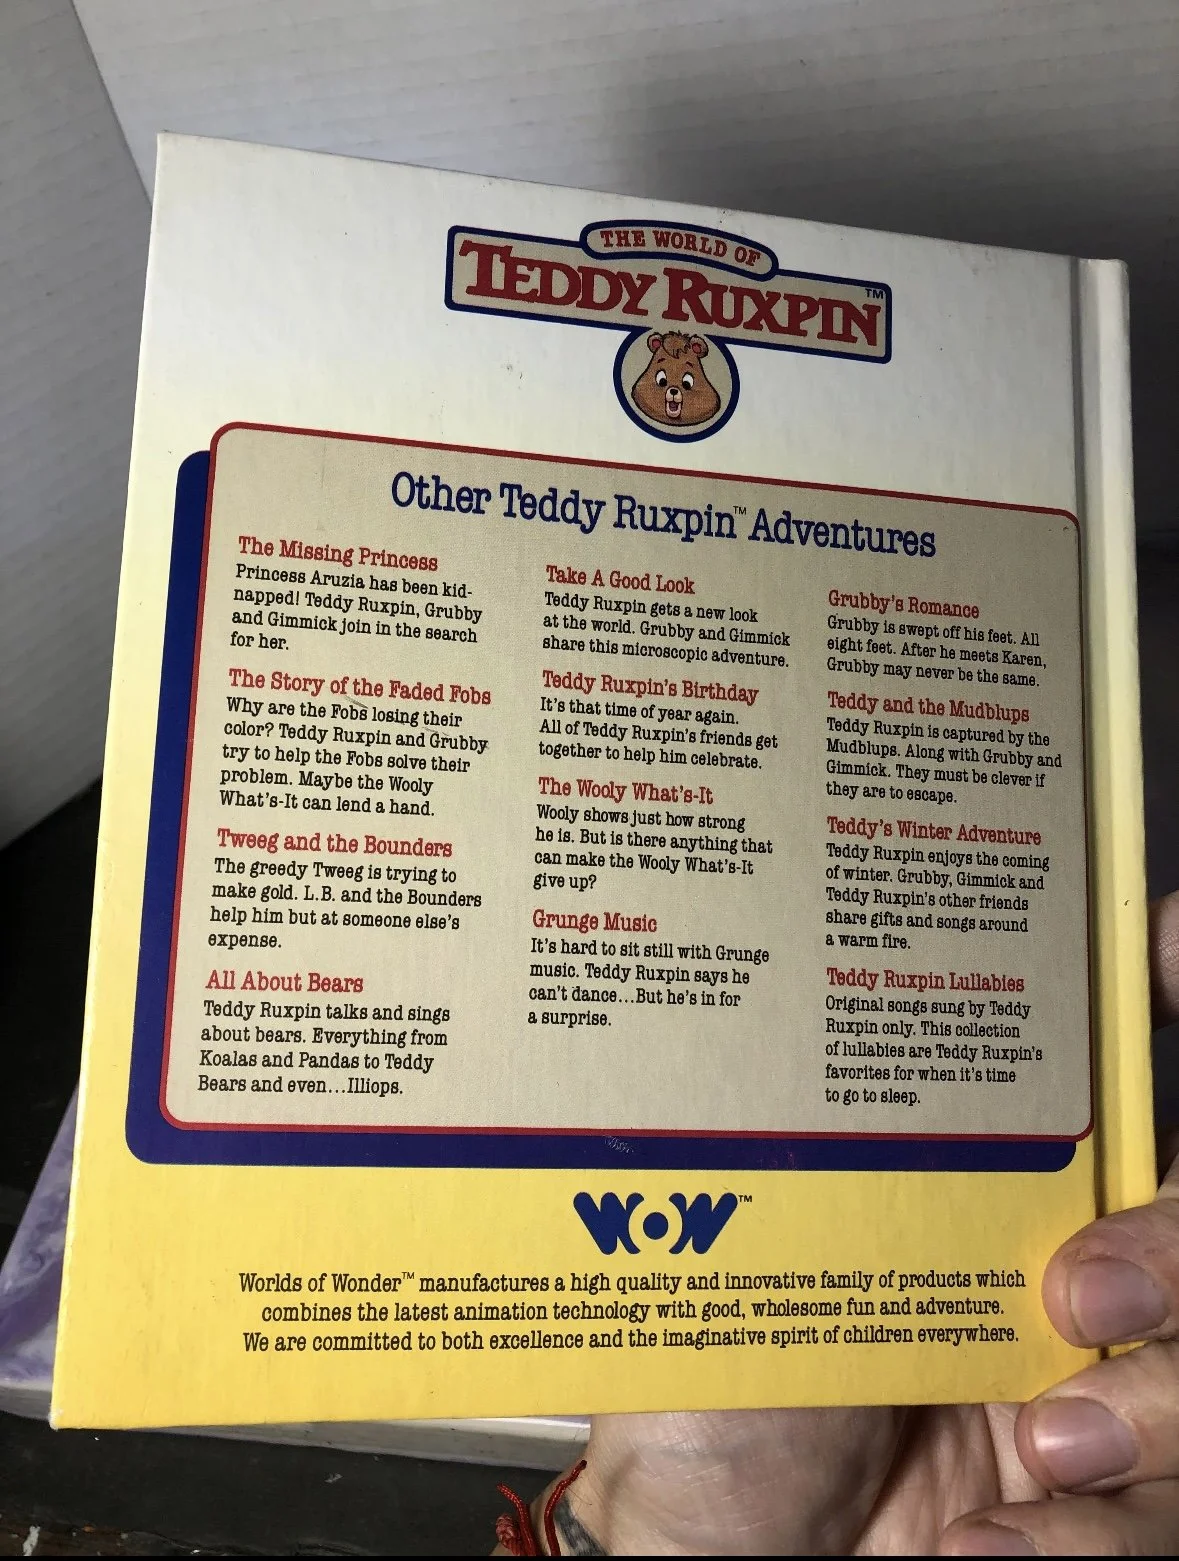 THE WORLD OF
TEDDY RUXPIN™
Other Teddy Ruxpin™ Adventures
The Missing Princess
Princess Aruzia has been kid-
napped! Teddy Ruxpin, Grubby
and Gimmick join in the search
for her.
The Story of the Faded Fobs
Why are the Fobs losing their
color? Teddy Ruxpin and Grubby
try to help the Fobs solve their
problem. Maybe the Wooly
What's-It can lend a hand.
Tweeg and the Bounders
The greedy Tweeg is trying to
make gold. L.B. and the Bounders
help him but at someone else's
expense.
All About Bears
Teddy Ruxpin talks and sings
about bears. Everything from
Koalas and Pandas to Teddy
Bears and even...Illiops.
Take A Good Look
Teddy Ruxpin gets a new look
at the world. Grubby and Gimmick
share this microscopic adventure.
Teddy Ruxpin's Birthday
It's that time of year again.
All of Teddy Ruxpin's friends get
together to help him celebrate.
The Wooly What's-It
Wooly shows just how strong
he is. But is there anything that
can make the Wooly What's-It
give up?
Grunge Music
It's hard to sit still with Grunge
music. Teddy Ruxpin says he
can't dance...But he's in for
a surprise.
Grubby's Romance
Grubby is swept off his feet. All
eight feet. After he meets Karen,
Grubby may never be the same.
Teddy and the Mudblups
Teddy Ruxpin is captured by the
Mudblups. Along with Grubby and
Gimmick. They must be clever if
they are to escape.
Teddy's Winter Adventure
Teddy Ruxpin enjoys the coming
of winter. Grubby, Gimmick and
Teddy Ruxpin's other friends
share gifts and songs around
a warm fire.
Teddy Ruxpin Lullabies
Original songs sung by Teddy
Ruxpin only. This collection
of lullabies are Teddy Ruxpin's
favorites for when it's time
to go to sleep.
WOW™
Worlds of Wonder™ manufactures a high quality and innovative family of products which
combines the latest animation technology with good, wholesome fun and adventure.
We are committed to both excellence and the imaginative spirit of children everywhere.